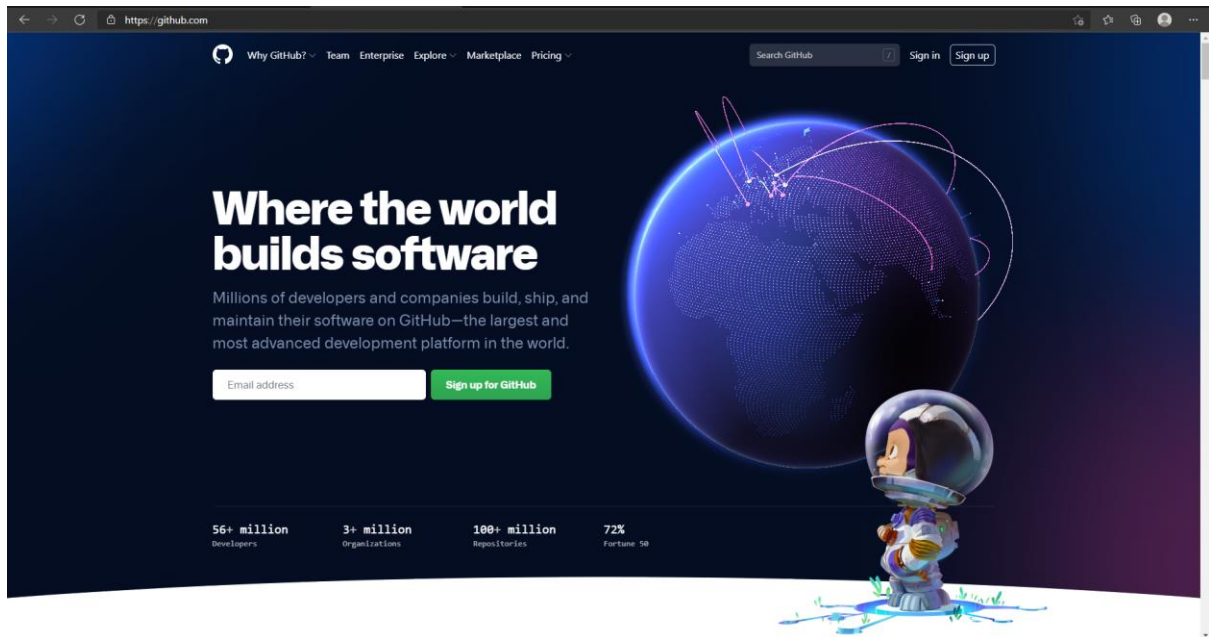 https://github.com
Why GitHub? Team Enterprise Explore Marketplace Pricing Search GitHub / Sign in Sign up
Where the world
builds software
Millions of developers and companies build, ship, and
maintain their software on GitHub—the largest and
most advanced development platform in the world.
Email address Sign up for GitHub
56+ million 3+ million 100+ million 72%
Developers Organizations Repositories Fortune 50